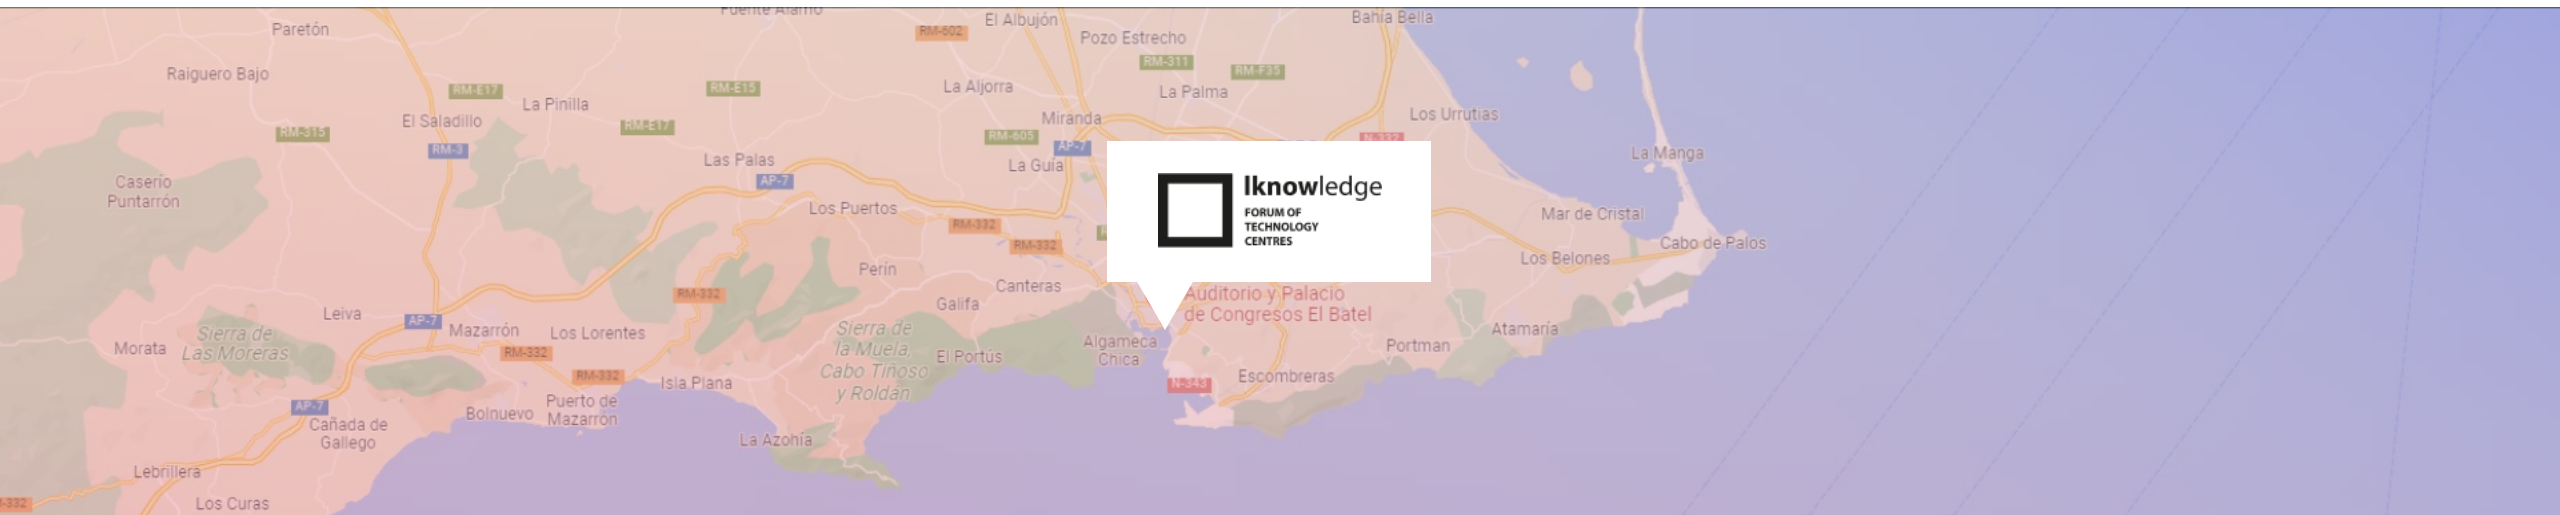 Fuente Álamo
El Albujón
Bahía Bella
Paretón
RM-602
Pozo Estrecho
RM-311
RM-F35
Raiguero Bajo
RM-E17
RM-E15
La Aljorra
La Palma
La Pinilla
Los Urrutias
El Saladillo
RM-E17
Miranda
RM-315
RM-605
N-332
RM-3
AP-7
La Manga
Las Palas
La Guía
AP-7
Caserío
Puntarrón
lknowledge
FORUM OF
TECHNOLOGY
CENTRES
Los Puertos
RM-332
Mar de Cristal
RM-332
Cabo de Palos
Los Belones
Perín
Canteras
RM-332
Galifa
Auditorio y Palacio
de Congresos El Batel
Leiva
AP-7
Mazarrón
Los Lorentes
Sierra de
Las Moreras
Sierra de
la Muela,
Cabo Tiñoso
y Roldán
Atamaría
Algameca
Chica
Portman
Morata
RM-332
El Portús
Escombreras
RM-332
Isla Plana
N-343
AP-7
Puerto de
Mazarrón
Bolnuevo
Cañada de
Gallego
La Azohía
Lebrillera
-332
Los Curas